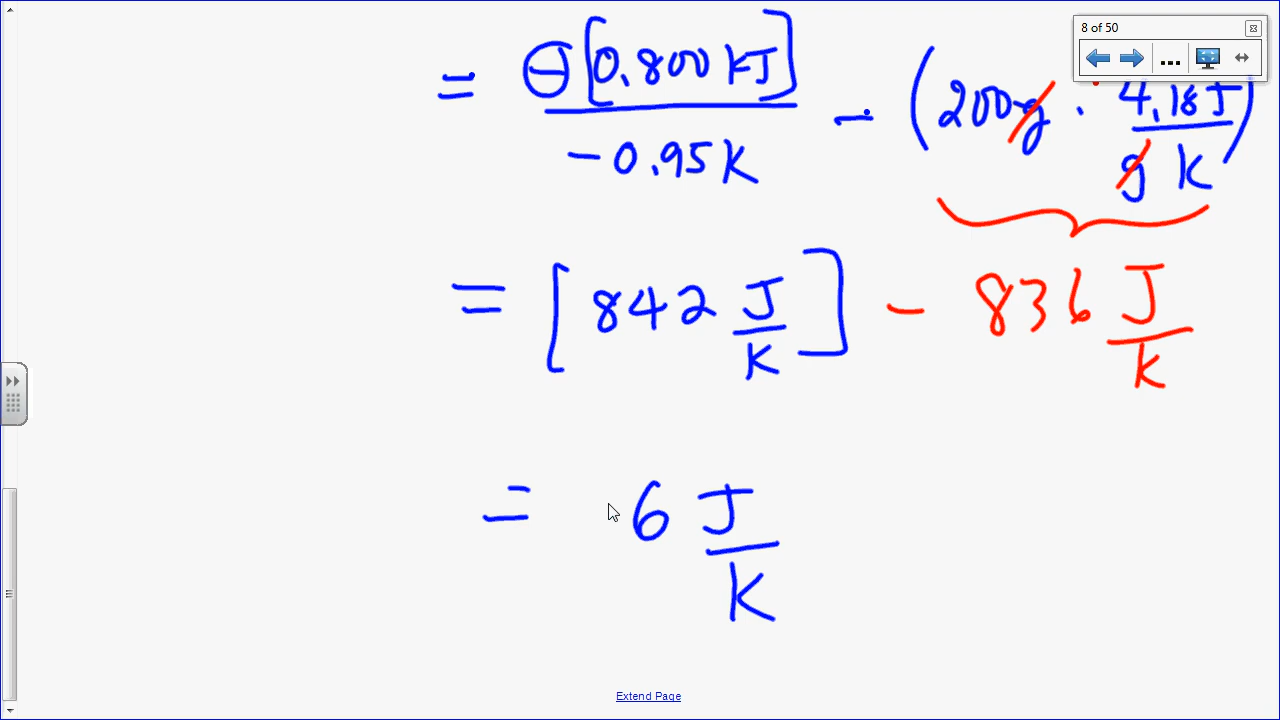 8 of 50
= ⊖[0.800 kJ] / -0.95 K - (200 g · 4.18 J / g K)
= [842 J/K] - 836 J/K
= 6 J/K
Extend Page